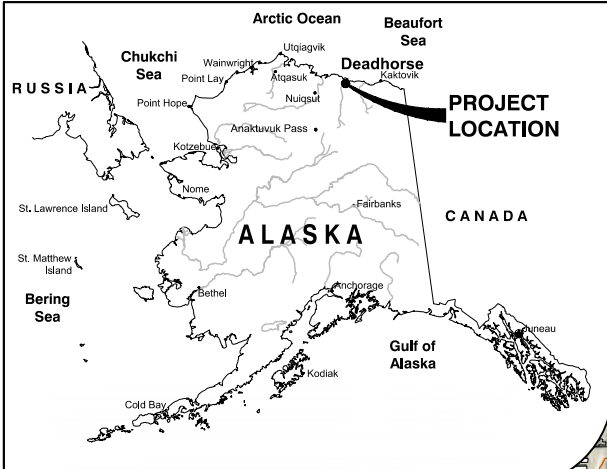 Arctic Ocean
Beaufort
Sea
Utqiagvik
Chukchi
Sea
Wainwright
Deadhorse
Atqasuk
Kaktovik
Point Lay
RUSSIA
Nuiqsut
PROJECT
LOCATION
Point Hope
Anaktuvuk Pass
Kotzebue
Nome
St. Lawrence Island
Fairbanks
CANADA
ALASKA
St. Matthew
Island
Bering
Sea
Bethel
Anchorage
Juneau
Gulf of
Alaska
Kodiak
Cold Bay